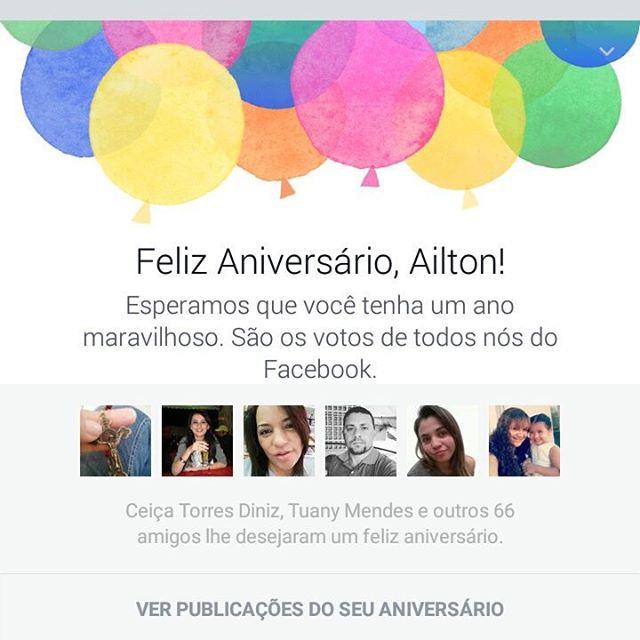 Feliz Aniversário, Ailton!
Esperamos que você tenha um ano
maravilhoso. São os votos de todos nós do
Facebook.
Ceiça Torres Diniz, Tuany Mendes e outros 66
amigos lhe desejaram um feliz aniversário.
VER PUBLICAÇÕES DO SEU ANIVERSÁRIO